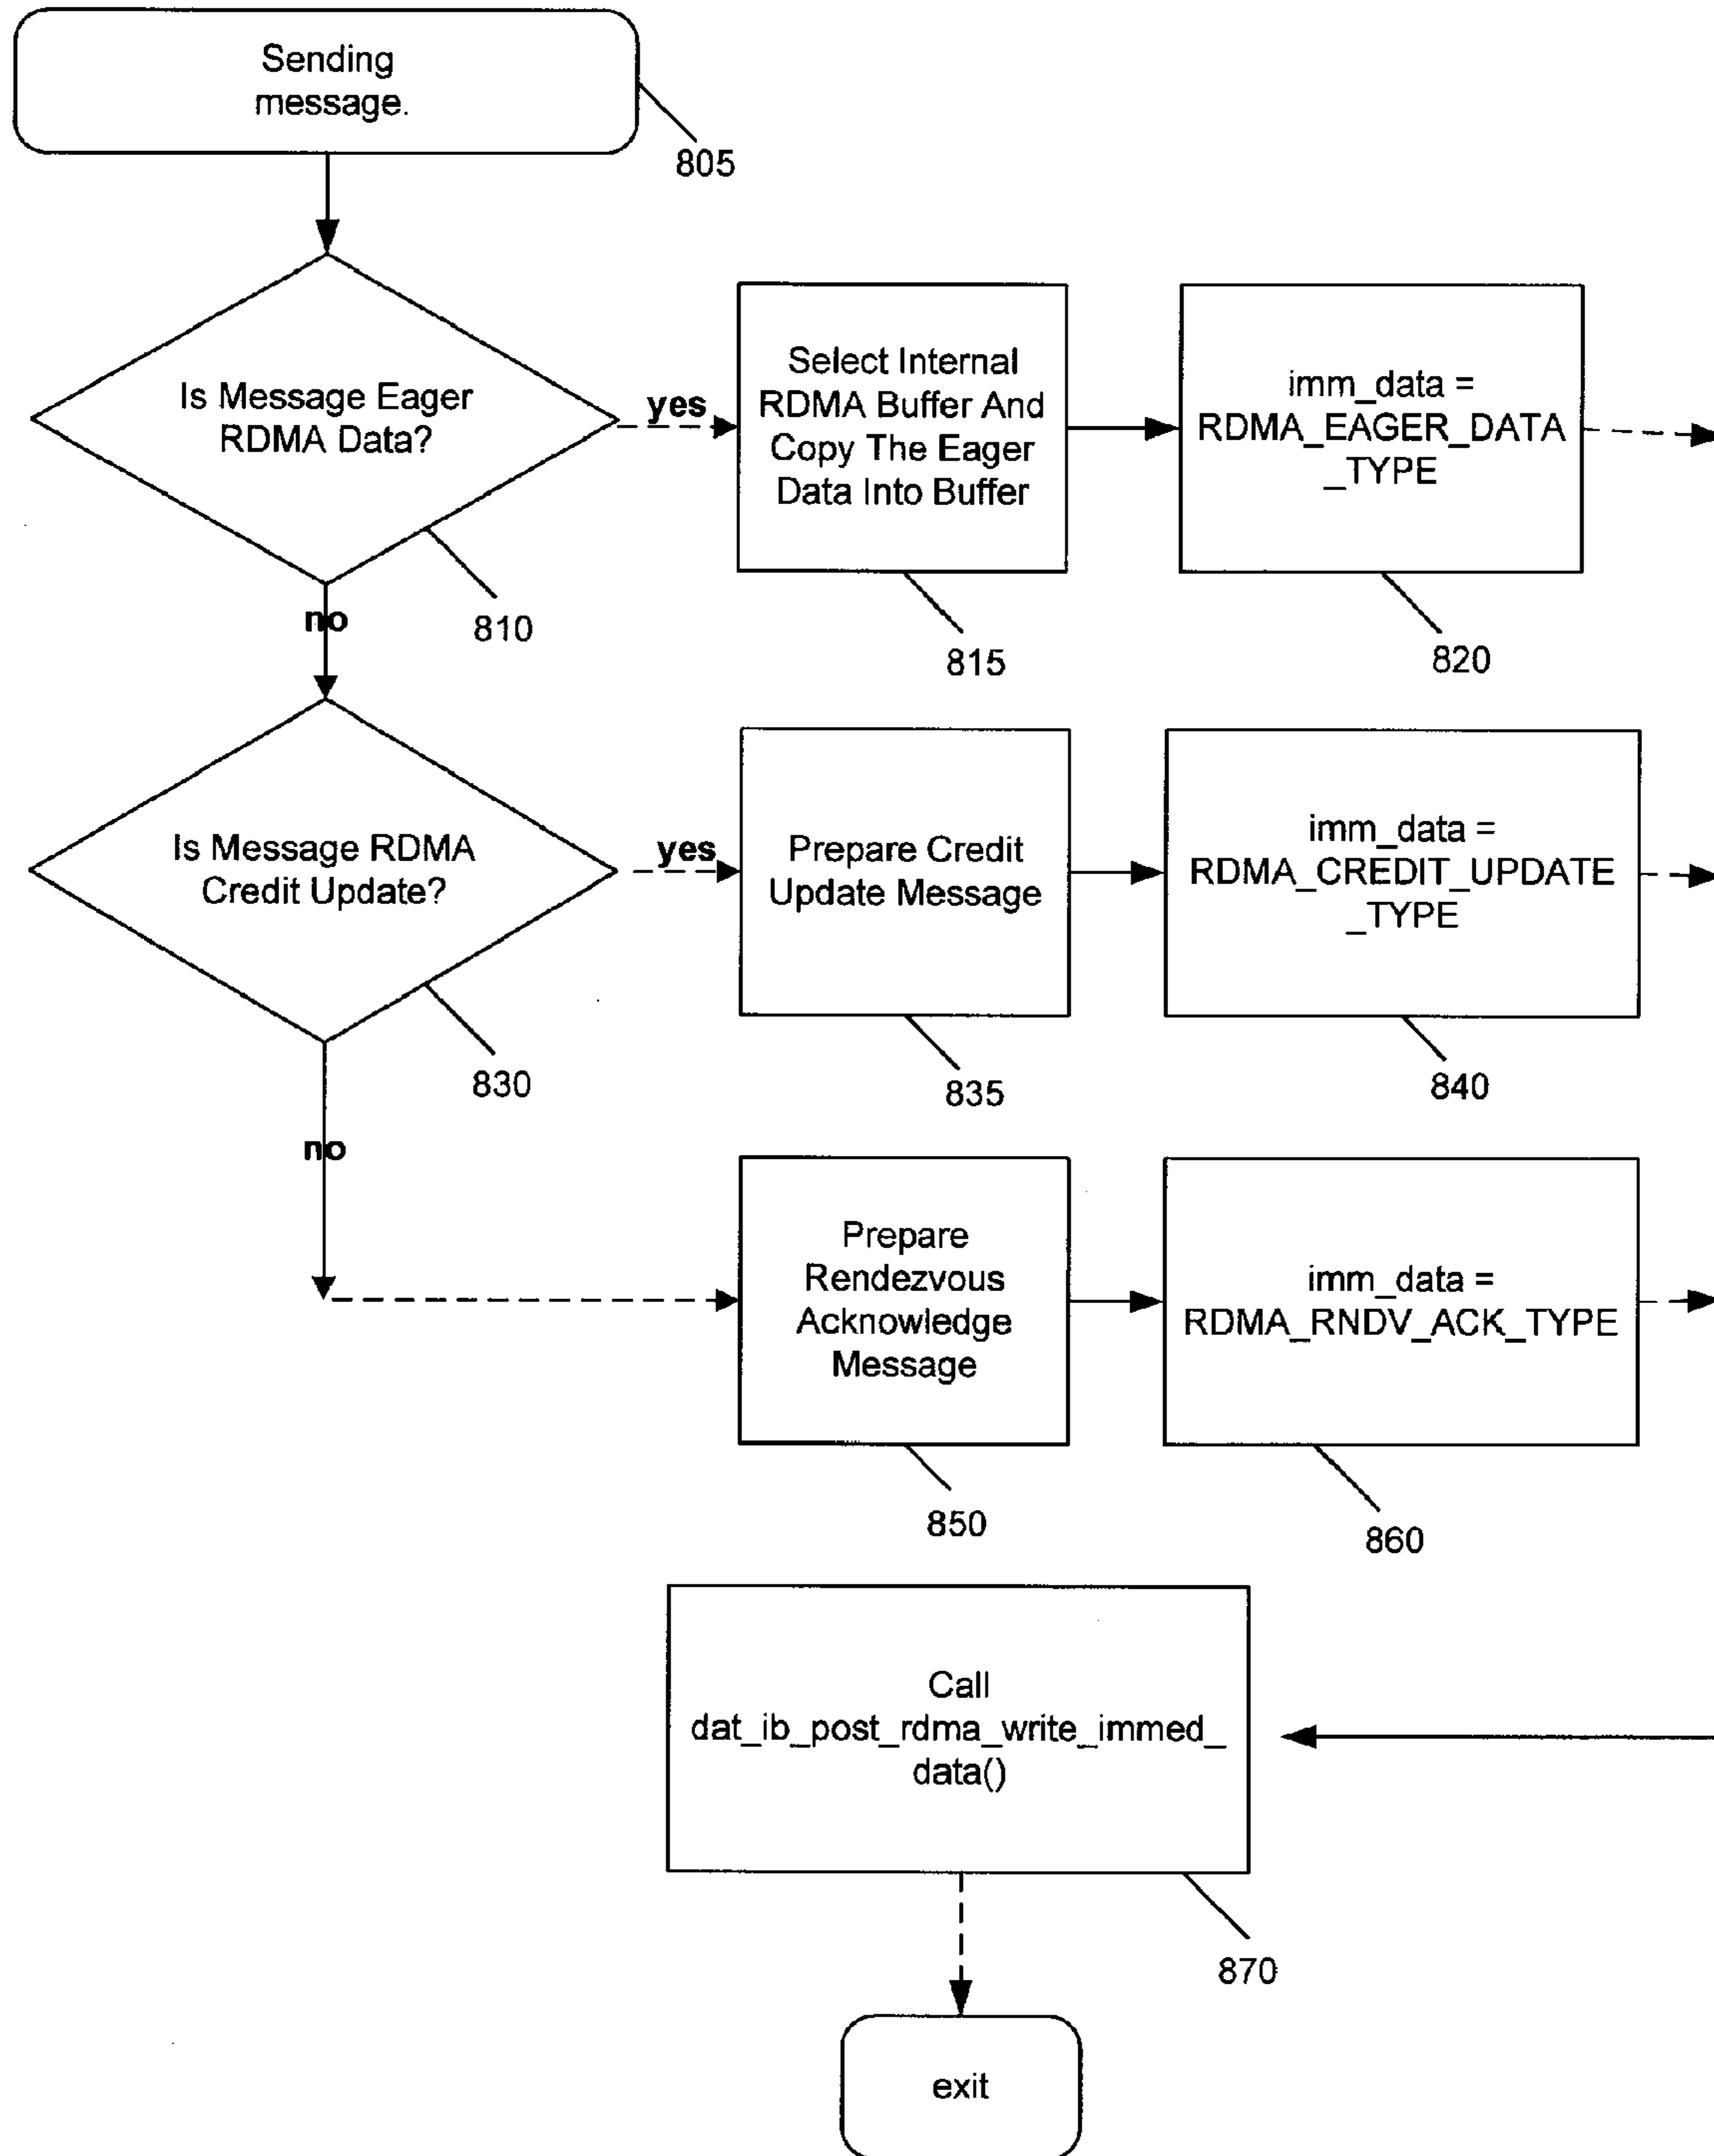 Sending
message.
805
Is Message Eager
RDMA Data?
yes
no
810
Select Internal
RDMA Buffer And
Copy The Eager
Data Into Buffer
815
imm_data =
RDMA_EAGER_DATA
_TYPE
820
Is Message RDMA
Credit Update?
yes
no
830
Prepare Credit
Update Message
835
imm_data =
RDMA_CREDIT_UPDATE
_TYPE
840
Prepare
Rendezvous
Acknowledge
Message
850
imm_data =
RDMA_RNDV_ACK_TYPE
860
Call
dat_ib_post_rdma_write_immed_
data()
870
exit